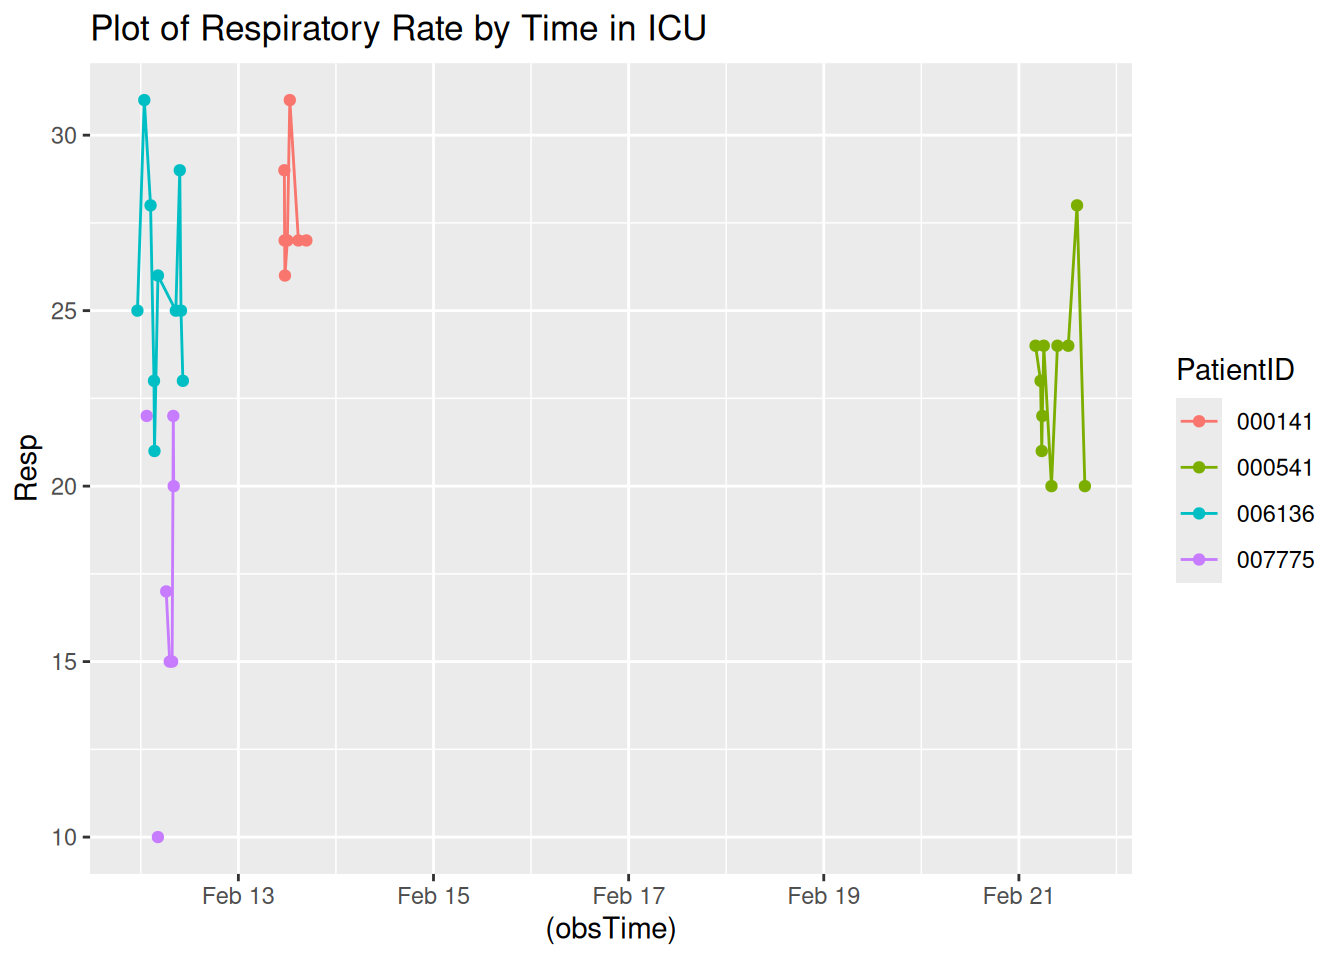 Plot of Respiratory Rate by Time in ICU
30
25
20
15
10
Resp
Feb 13
Feb 15
Feb 17
Feb 19
Feb 21
(obsTime)
PatientID
000141
000541
006136
007775